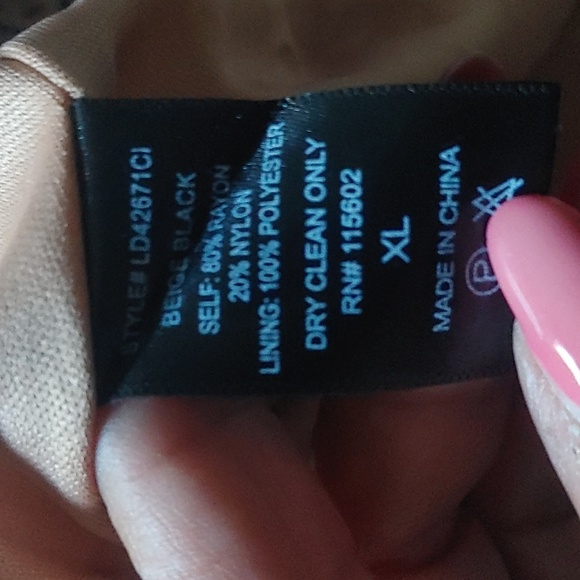 STYLE# LD42671CI
BEIGE BLACK
SELF: 80% RAYON
20% NYLON
LINING: 100% POLYESTER
DRY CLEAN ONLY
RN# 115602
XL
MADE IN CHINA
P